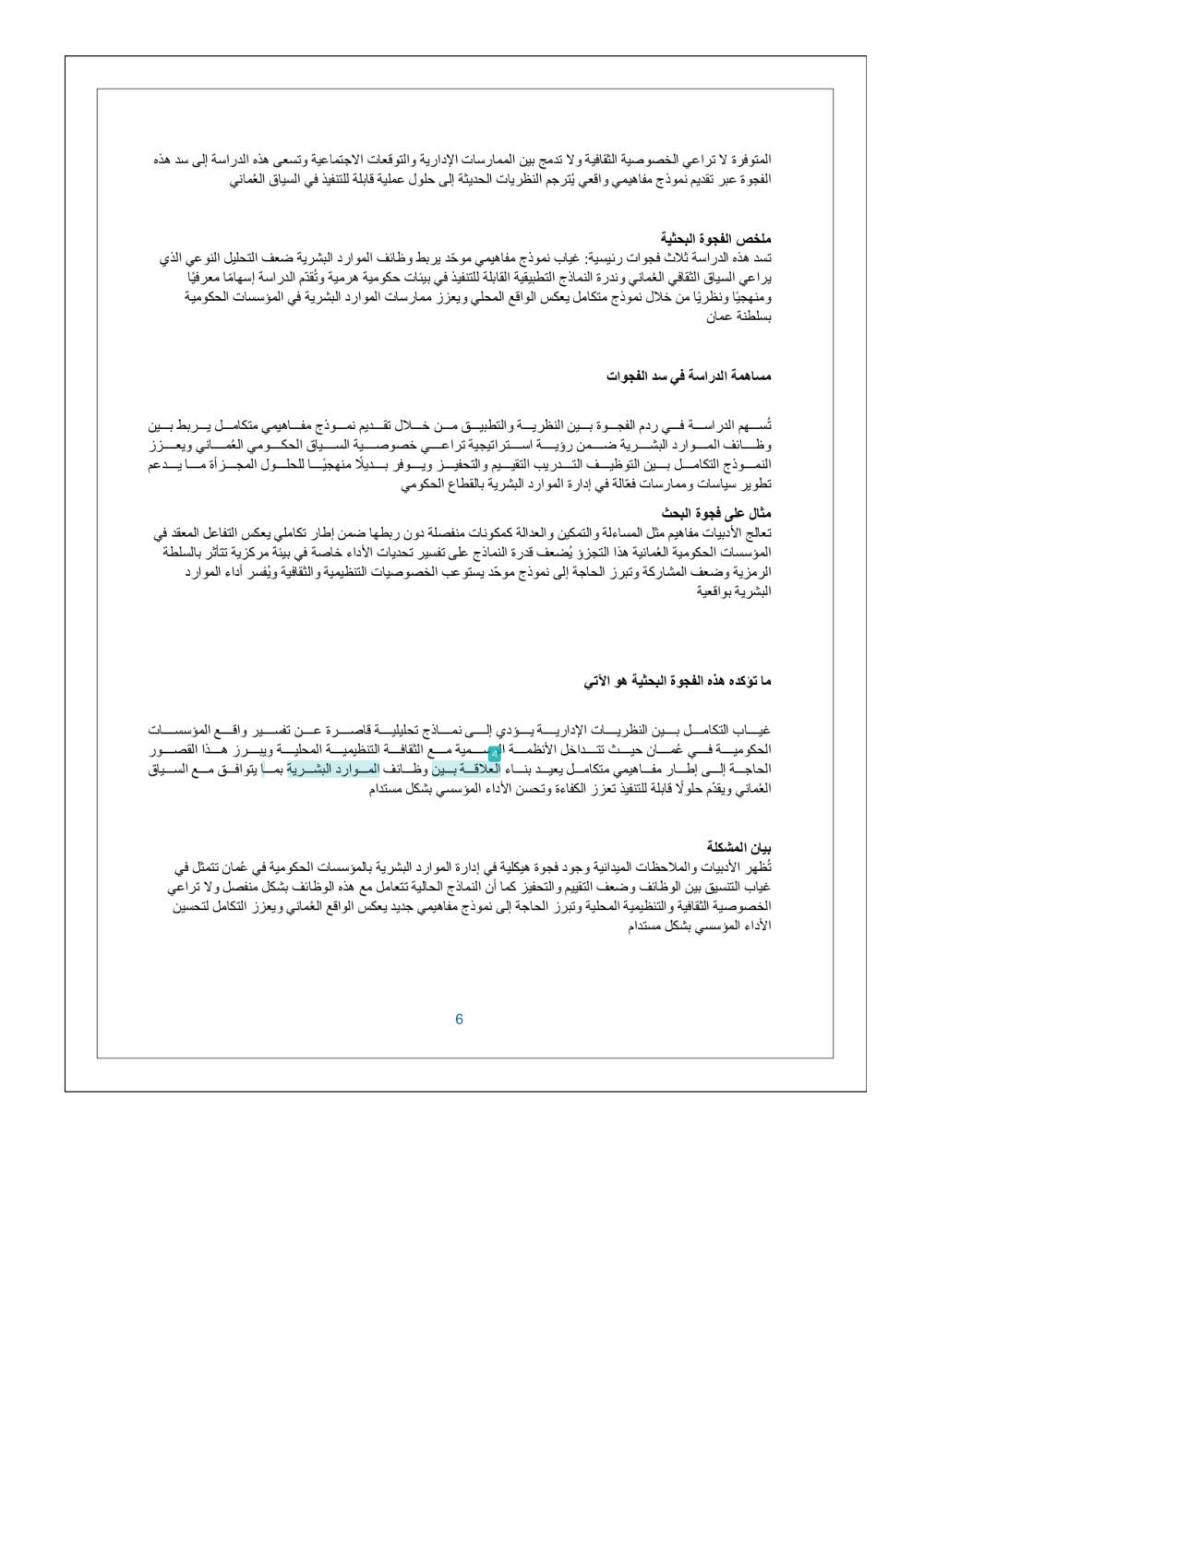 المتوفرة لا تراعي الخصوصية الثقافية ولا تدمج بين الممارسات الإدارية والتوقعات الاجتماعية وتسعى هذه الدراسة إلى سد هذه
الفجوة عبر تقديم نموذج مفاهيمي واقعي يُترجم النظريات الحديثة إلى حلول عملية قابلة للتنفيذ في السياق العُماني
ملخص الفجوة البحثية
تسد هذه الدراسة ثلاث فجوات رئيسية: غياب نموذج مفاهيمي موحّد يربط وظائف الموارد البشرية ضعف التحليل النوعي الذي
يراعي السياق الثقافي العُماني وندرة النماذج التطبيقية القابلة للتنفيذ في بيئات حكومية هرمية وتُقدّم الدراسة إسهامًا معرفيًا
ومنهجيًا ونظريًا من خلال نموذج متكامل يعكس الواقع المحلي ويعزز ممارسات الموارد البشرية في المؤسسات الحكومية
بسلطنة عمان
مساهمة الدراسة في سد الفجوات
تُسهم الدراسة في ردم الفجوة بين النظرية والتطبيق من خلال تقديم نموذج مفاهيمي متكامل يربط بين
وظائف الموارد البشرية ضمن رؤية استراتيجية تراعي خصوصية السياق الحكومي العُماني ويعزز
النموذج التكامل بين التوظيف التدريب التقييم والتحفيز ويوفر بديلًا منهجيًا للحلول المجزأة ما يدعم
تطوير سياسات وممارسات فعّالة في إدارة الموارد البشرية بالقطاع الحكومي
مثال على فجوة البحث
تعالج الأدبيات مفاهيم مثل المساءلة والتمكين والعدالة كمكونات منفصلة دون ربطها ضمن إطار تكاملي يعكس التفاعل المعقد في
المؤسسات الحكومية العُمانية هذا التجزؤ يُضعف قدرة النماذج على تفسير تحديات الأداء خاصة في بيئة مركزية تتأثر بالسلطة
الرمزية وضعف المشاركة وتبرز الحاجة إلى نموذج موحّد يستوعب الخصوصيات التنظيمية والثقافية ويُفسر أداء الموارد
البشرية بواقعية
ما تؤكده هذه الفجوة البحثية هو الآتي
غياب التكامل بين النظريات الإدارية يؤدي إلى نماذج تحليلية قاصرة عن تفسير واقع المؤسسات
الحكومية في عُمان حيث تتداخل الأنظمة الرسمية مع الثقافة التنظيمية المحلية ويبرز هذا القصور
الحاجة إلى إطار مفاهيمي متكامل يعيد بناء العلاقة بين وظائف الموارد البشرية بما يتوافق مع السياق
العُماني ويقدّم حلولًا قابلة للتنفيذ تعزز الكفاءة وتحسن الأداء المؤسسي بشكل مستدام
بيان المشكلة
تُظهر الأدبيات والملاحظات الميدانية وجود فجوة هيكلية في إدارة الموارد البشرية بالمؤسسات الحكومية في عُمان تتمثل في
غياب التنسيق بين الوظائف وضعف التقييم والتحفيز كما أن النماذج الحالية تتعامل مع هذه الوظائف بشكل منفصل ولا تراعي
الخصوصية الثقافية والتنظيمية المحلية وتبرز الحاجة إلى نموذج مفاهيمي جديد يعكس الواقع العُماني ويعزز التكامل لتحسين
الأداء المؤسسي بشكل مستدام
6